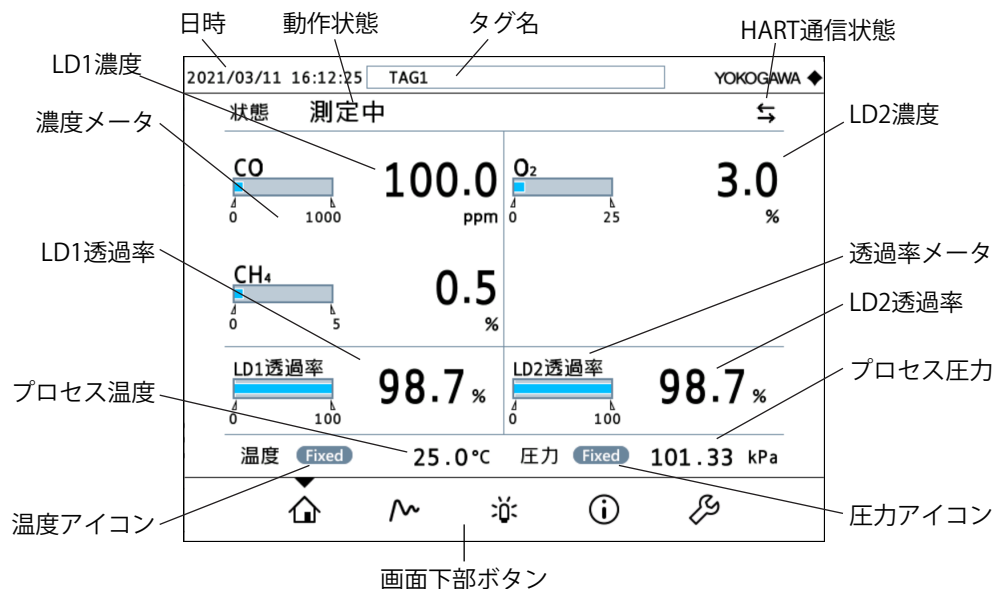 日時
動作状態
タグ名
HART通信状態
LD1濃度
2021/03/11 16:12:25 TAG1 YOKOGAWA
状態 測定中
濃度メータ
LD2濃度
CO 100.0 O₂ 3.0
0 1000 ppm 0 25 %
LD1透過率
透過率メータ
CH₄ 0.5
0 5 %
LD2透過率
LD1透過率 98.7 % LD2透過率 98.7 %
0 100 0 100
プロセス温度
プロセス圧力
温度 Fixed 25.0°C 圧力 Fixed 101.33 kPa
温度アイコン
圧力アイコン
画面下部ボタン